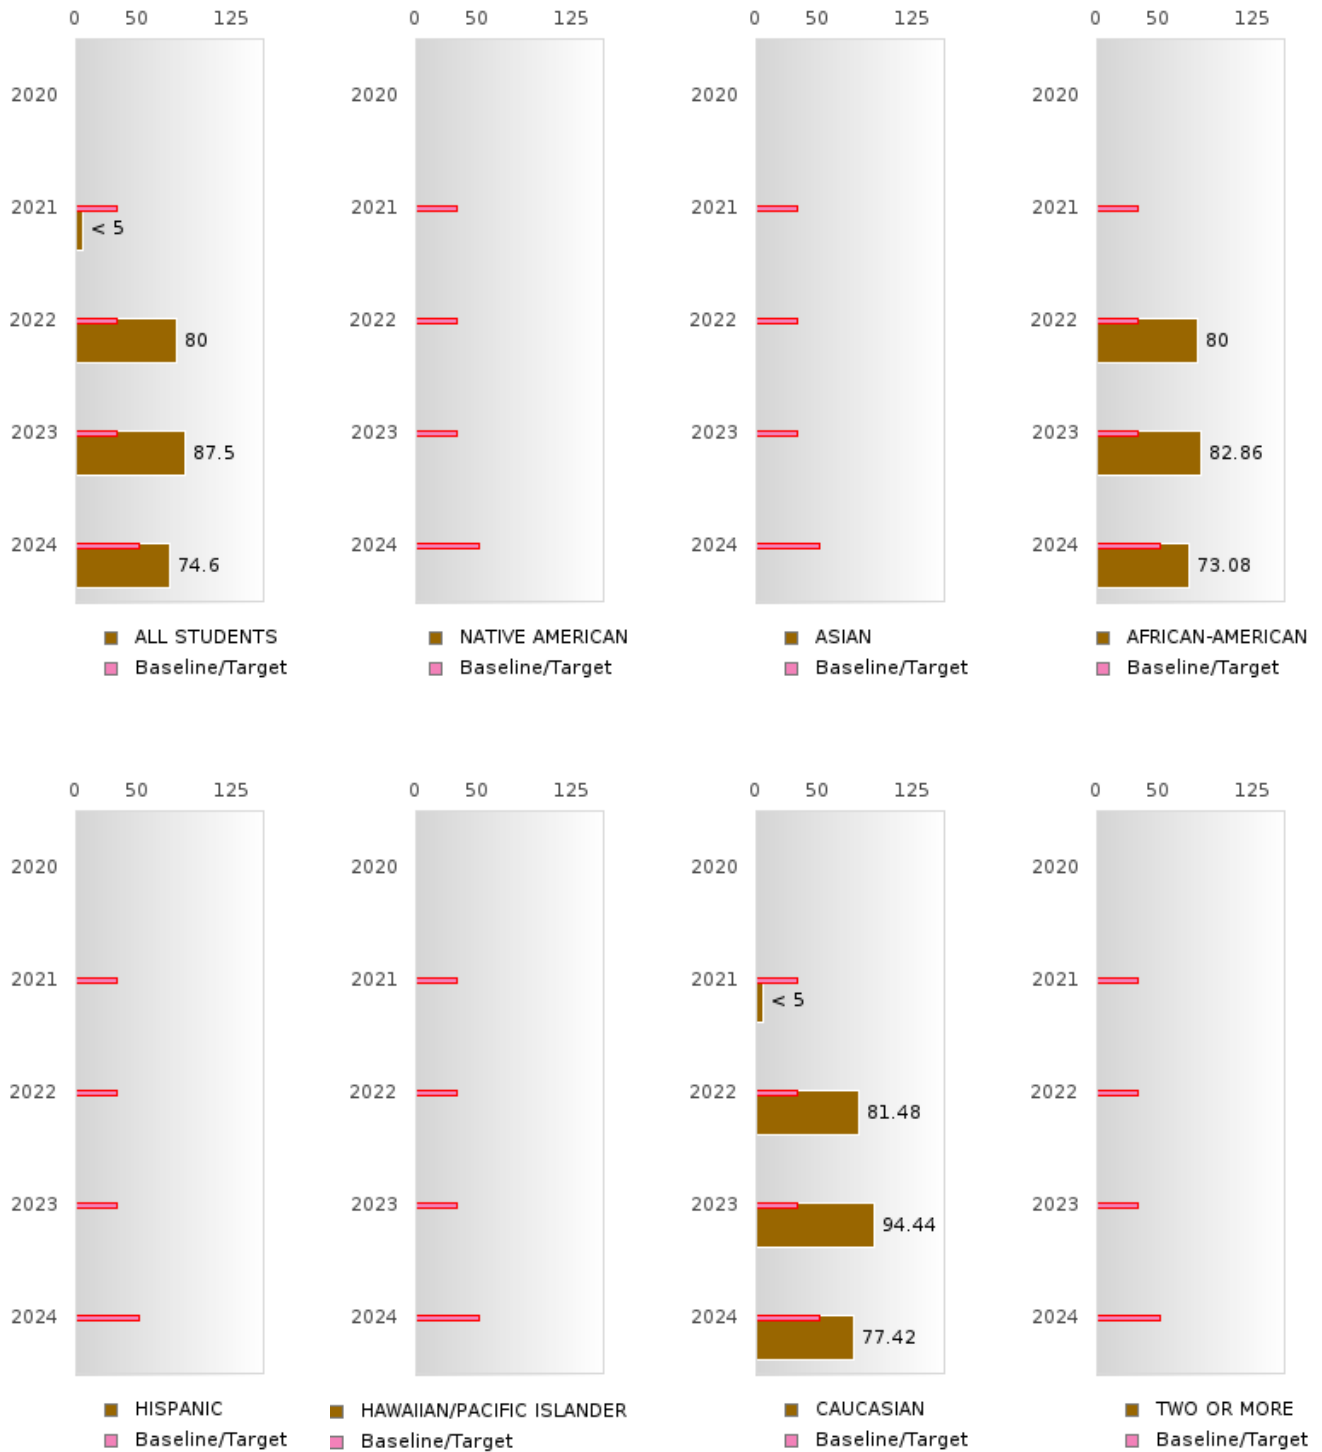 0 50 125 0 50 125 0 50 125 0 50 125
2020 2020 2020 2020
2021 2021 2021 2021
< 5
2022 2022 2022 2022
80 80
2023 2023 2023 2023
87.5 82.86
2024 2024 2024 2024
74.6 73.08
ALL STUDENTS NATIVE AMERICAN ASIAN AFRICAN-AMERICAN
Baseline/Target Baseline/Target Baseline/Target Baseline/Target
0 50 125 0 50 125 0 50 125 0 50 125
2020 2020 2020 2020
2021 2021 2021 2021
< 5
2022 2022 2022 2022
81.48
2023 2023 2023 2023
94.44
2024 2024 2024 2024
77.42
HISPANIC HAWAIIAN/PACIFIC ISLANDER CAUCASIAN TWO OR MORE
Baseline/Target Baseline/Target Baseline/Target Baseline/Target